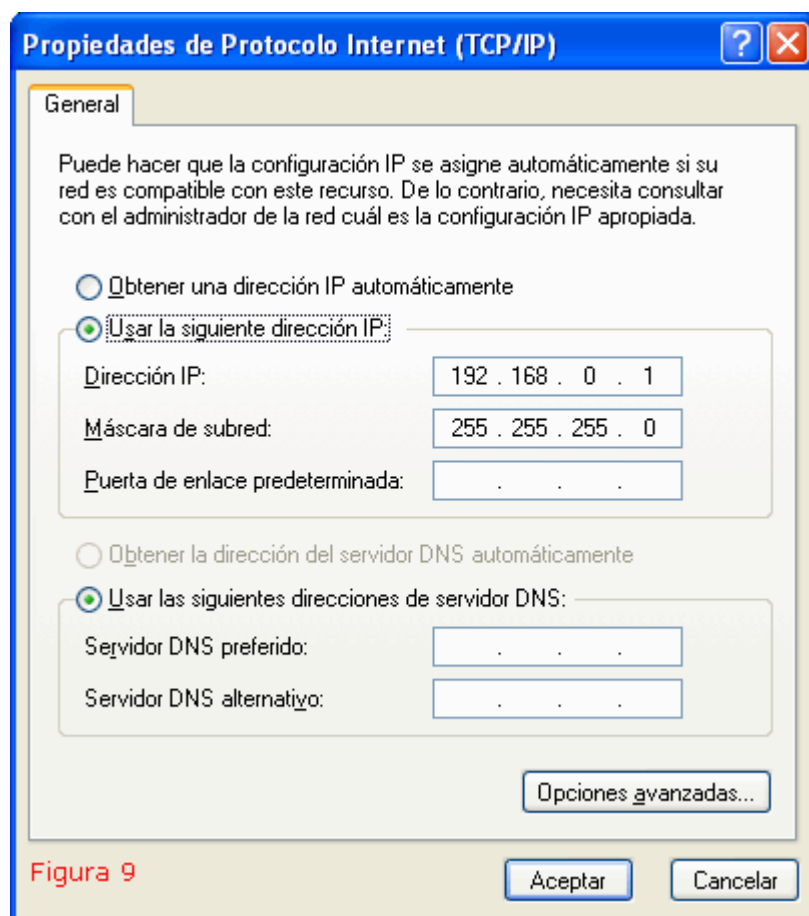 Propiedades de Protocolo Internet (TCP/IP)
General
Puede hacer que la configuración IP se asigne automáticamente si su
red es compatible con este recurso. De lo contrario, necesita consultar
con el administrador de la red cuál es la configuración IP apropiada.
Obtener una dirección IP automáticamente
Usar la siguiente dirección IP:
Dirección IP: 192 . 168 . 0 . 1
Máscara de subred: 255 . 255 . 255 . 0
Puerta de enlace predeterminada: . . .
Obtener la dirección del servidor DNS automáticamente
Usar las siguientes direcciones de servidor DNS:
Servidor DNS preferido: . . .
Servidor DNS alternativo: . . .
Opciones avanzadas...
Figura 9
Aceptar Cancelar